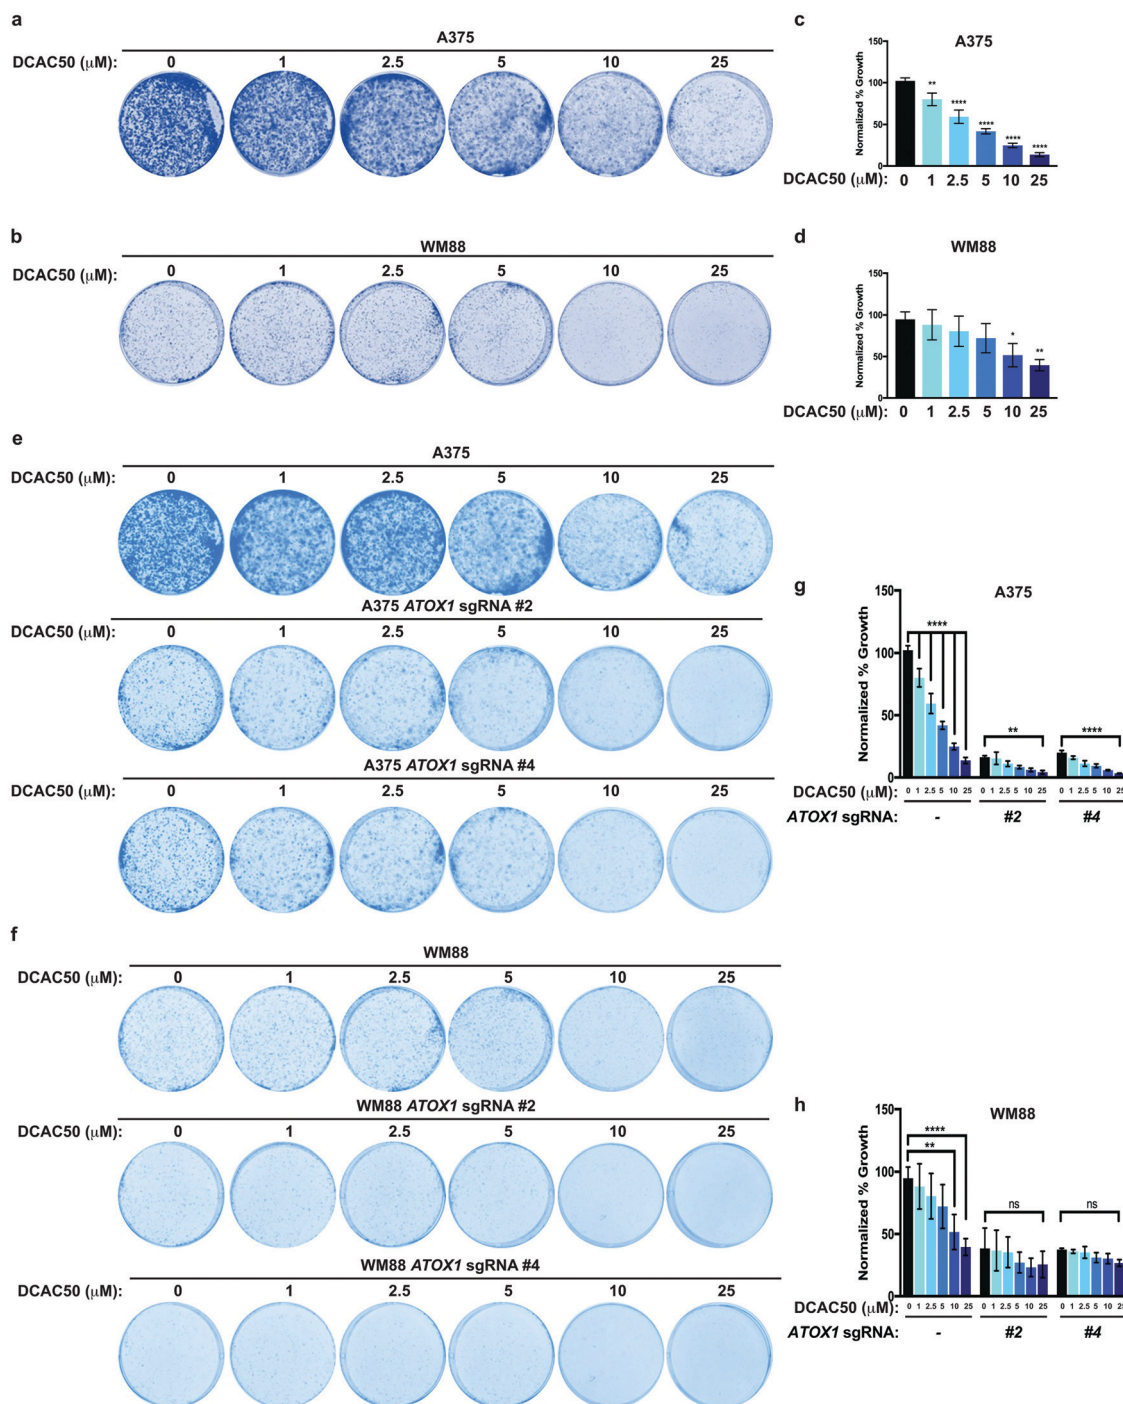 a
A375
DCAC50 (μM): 0 1 2.5 5 10 25
c
A375
Normalized % Growth
150
100
50
0
** **** **** **** ****
DCAC50 (μM): 0 1 2.5 5 10 25
b
WM88
DCAC50 (μM): 0 1 2.5 5 10 25
d
WM88
Normalized % Growth
150
100
50
0
* **
DCAC50 (μM): 0 1 2.5 5 10 25
e
A375
DCAC50 (μM): 0 1 2.5 5 10 25
A375 ATOX1 sgRNA #2
DCAC50 (μM): 0 1 2.5 5 10 25
A375 ATOX1 sgRNA #4
DCAC50 (μM): 0 1 2.5 5 10 25
g
A375
Normalized % Growth
150
100
50
0
**** ** ****
DCAC50 (μM): 0 1 2.5 5 10 25 0 1 2.5 5 10 25 0 1 2.5 5 10 25
ATOX1 sgRNA: - #2 #4
f
WM88
DCAC50 (μM): 0 1 2.5 5 10 25
WM88 ATOX1 sgRNA #2
DCAC50 (μM): 0 1 2.5 5 10 25
WM88 ATOX1 sgRNA #4
DCAC50 (μM): 0 1 2.5 5 10 25
h
WM88
Normalized % Growth
150
100
50
0
****
** ns ns
DCAC50 (μM): 0 1 2.5 5 10 25 0 1 2.5 5 10 25 0 1 2.5 5 10 25
ATOX1 sgRNA: - #2 #4